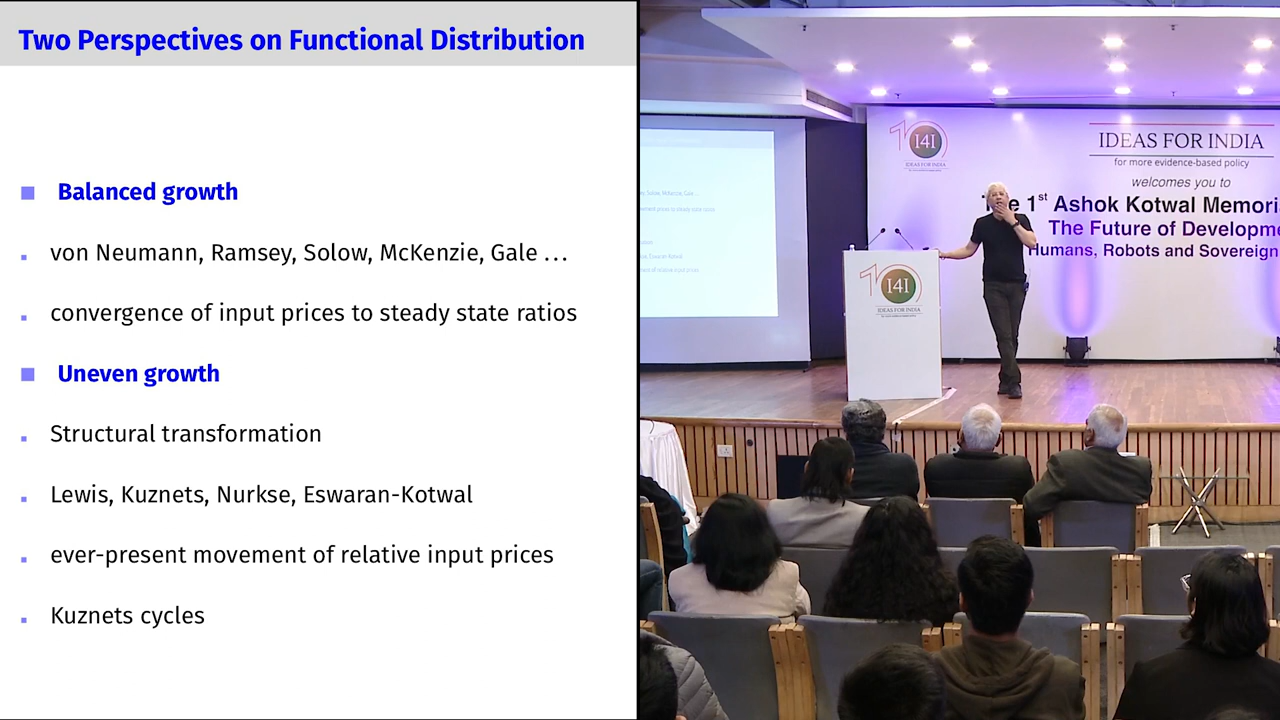 Two Perspectives on Functional Distribution
■ Balanced growth
▪ von Neumann, Ramsey, Solow, McKenzie, Gale …
▪ convergence of input prices to steady state ratios
■ Uneven growth
▪ Structural transformation
▪ Lewis, Kuznets, Nurkse, Eswaran-Kotwal
▪ ever-present movement of relative input prices
▪ Kuznets cycles
10
I4I
IDEAS FOR INDIA
IDEAS FOR INDIA
for more evidence-based policy
welcomes you to
1st Ashok Kotwal
The Future of
Humans, Robots and
10
I4I
IDEAS FOR INDIA